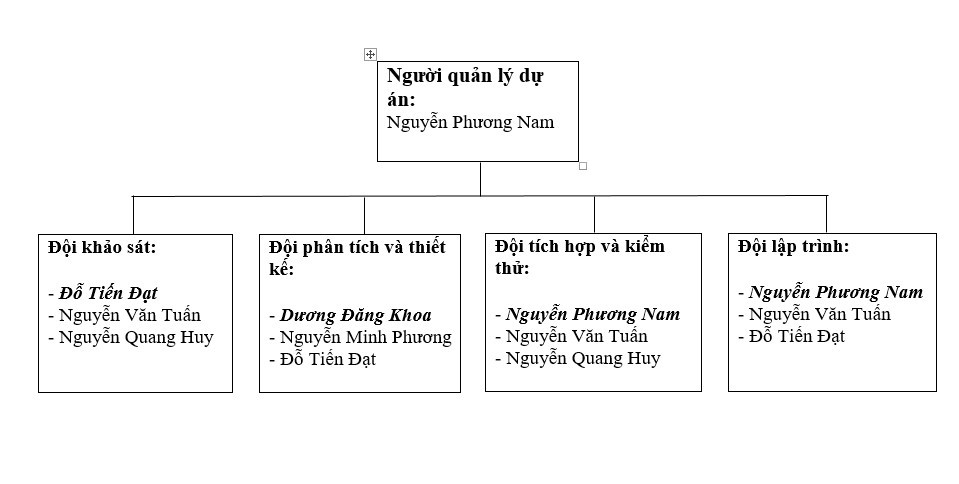 Người quản lý dự
án:
Nguyễn Phương Nam
Đội khảo sát:
- Đỗ Tiến Đạt
- Nguyễn Văn Tuấn
- Nguyễn Quang Huy
Đội phân tích và thiết
kế:
- Dương Đăng Khoa
- Nguyễn Minh Phương
- Đỗ Tiến Đạt
Đội tích hợp và kiểm
thử:
- Nguyễn Phương Nam
- Nguyễn Văn Tuấn
- Nguyễn Quang Huy
Đội lập trình:
- Nguyễn Phương Nam
- Nguyễn Văn Tuấn
- Đỗ Tiến Đạt